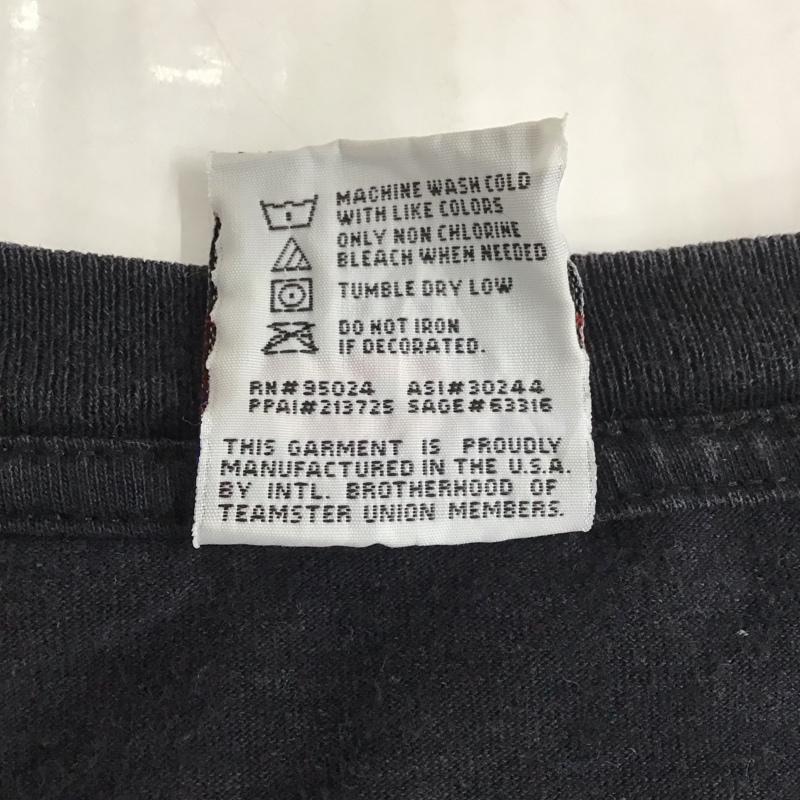 MACHINE WASH COLD
WITH LIKE COLORS
ONLY NON CHLORINE
BLEACH WHEN NEEDED
TUMBLE DRY LOW
DO NOT IRON
IF DECORATED.
RN#95024 ASI#30244
PPAI#213725 SAGE#63316
THIS GARMENT IS PROUDLY
MANUFACTURED IN THE U.S.A.
BY INTL. BROTHERHOOD OF
TEAMSTER UNION MEMBERS.